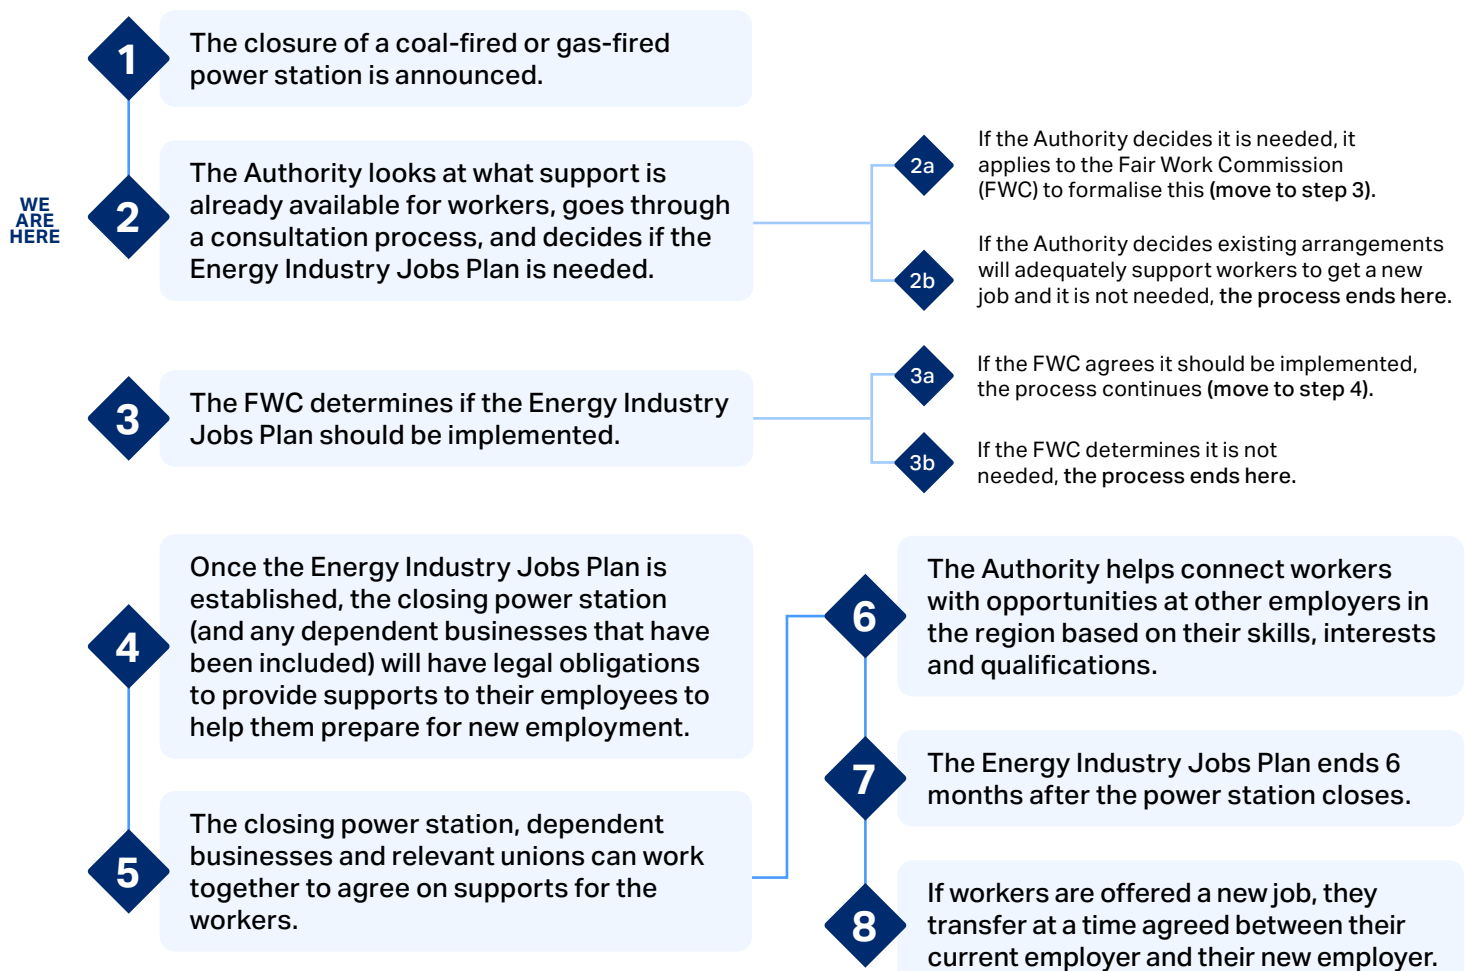 1
The closure of a coal-fired or gas-fired
power station is announced.
WE
ARE
HERE
2
The Authority looks at what support is
already available for workers, goes through
a consultation process, and decides if the
Energy Industry Jobs Plan is needed.
2a
If the Authority decides it is needed, it
applies to the Fair Work Commission
(FWC) to formalise this (move to step 3).
2b
If the Authority decides existing arrangements
will adequately support workers to get a new
job and it is not needed, the process ends here.
3
The FWC determines if the Energy Industry
Jobs Plan should be implemented.
3a
If the FWC agrees it should be implemented,
the process continues (move to step 4).
3b
If the FWC determines it is not
needed, the process ends here.
4
Once the Energy Industry Jobs Plan is
established, the closing power station
(and any dependent businesses that have
been included) will have legal obligations
to provide supports to their employees to
help them prepare for new employment.
5
The closing power station, dependent
businesses and relevant unions can work
together to agree on supports for the
workers.
6
The Authority helps connect workers
with opportunities at other employers in
the region based on their skills, interests
and qualifications.
7
The Energy Industry Jobs Plan ends 6
months after the power station closes.
8
If workers are offered a new job, they
transfer at a time agreed between their
current employer and their new employer.